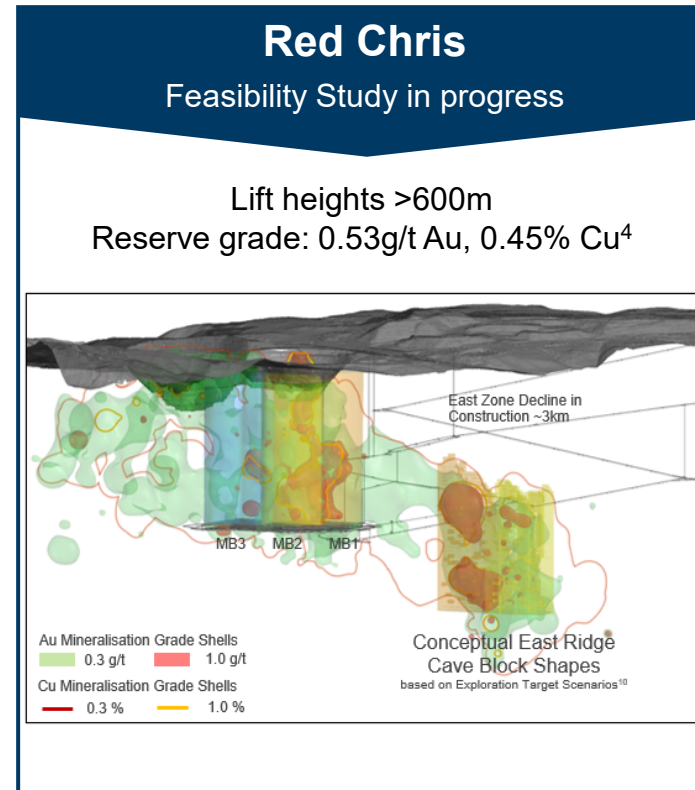 Red Chris
Feasibility Study in progress
Lift heights >600m
Reserve grade: 0.53g/t Au, 0.45% Cu⁴
East Zone Decline in
Construction ~3km
MB3 MB2 MB1
Au Mineralisation Grade Shells
0.3 g/t 1.0 g/t
Cu Mineralisation Grade Shells
0.3 % 1.0 %
Conceptual East Ridge
Cave Block Shapes
based on Exploration Target Scenarios¹⁰